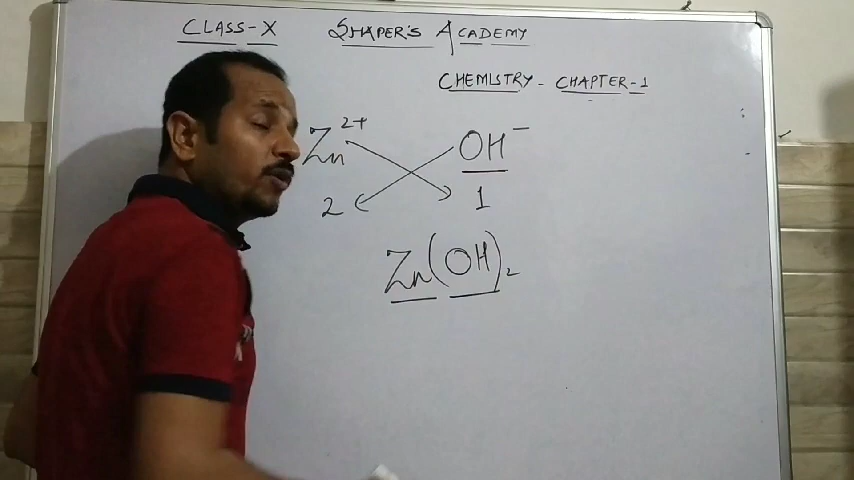 CLASS-X SHAPER'S ACADEMY
CHEMISTRY - CHAPTER-1
Zn²⁺ OH⁻
2 1
Zn(OH)₂